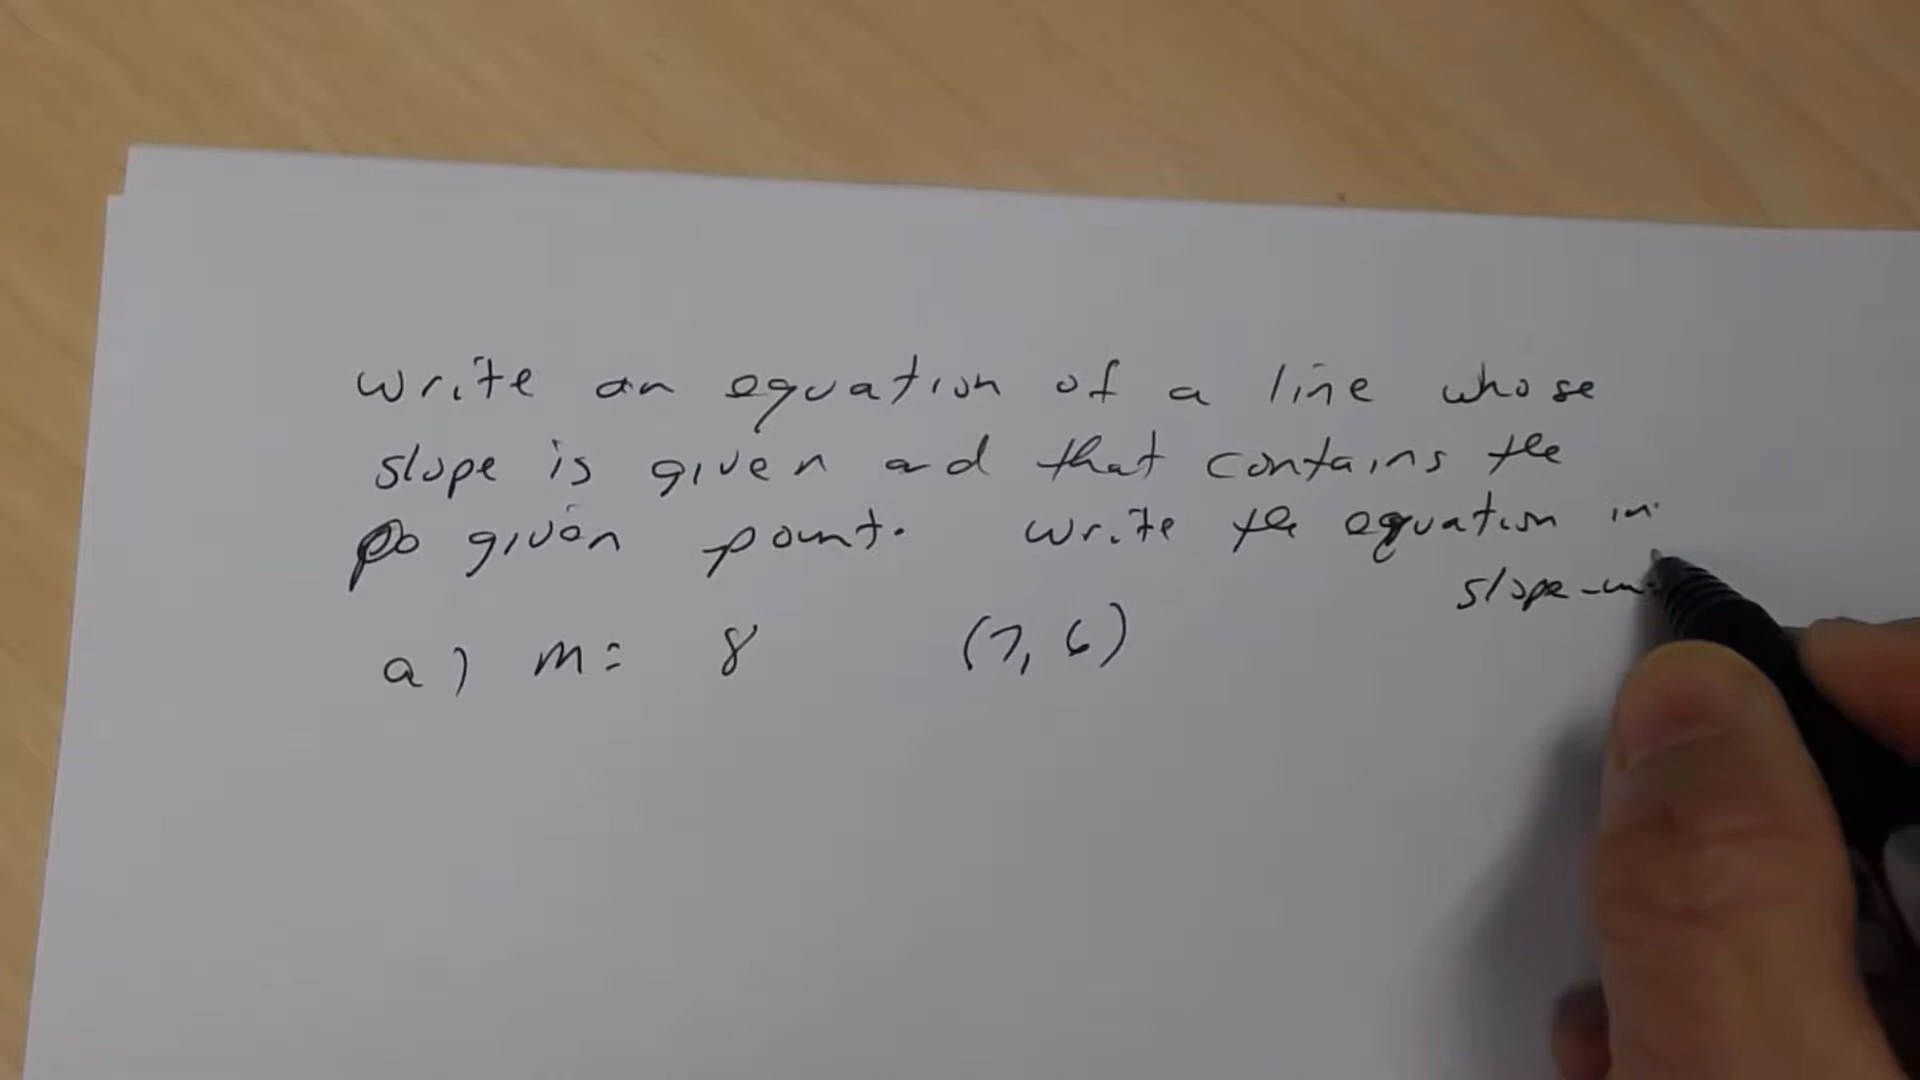 write an equation of a line whose
slope is given and that contains the
given point. write the equation in
slope-in
a) m= 8 (7, 6)